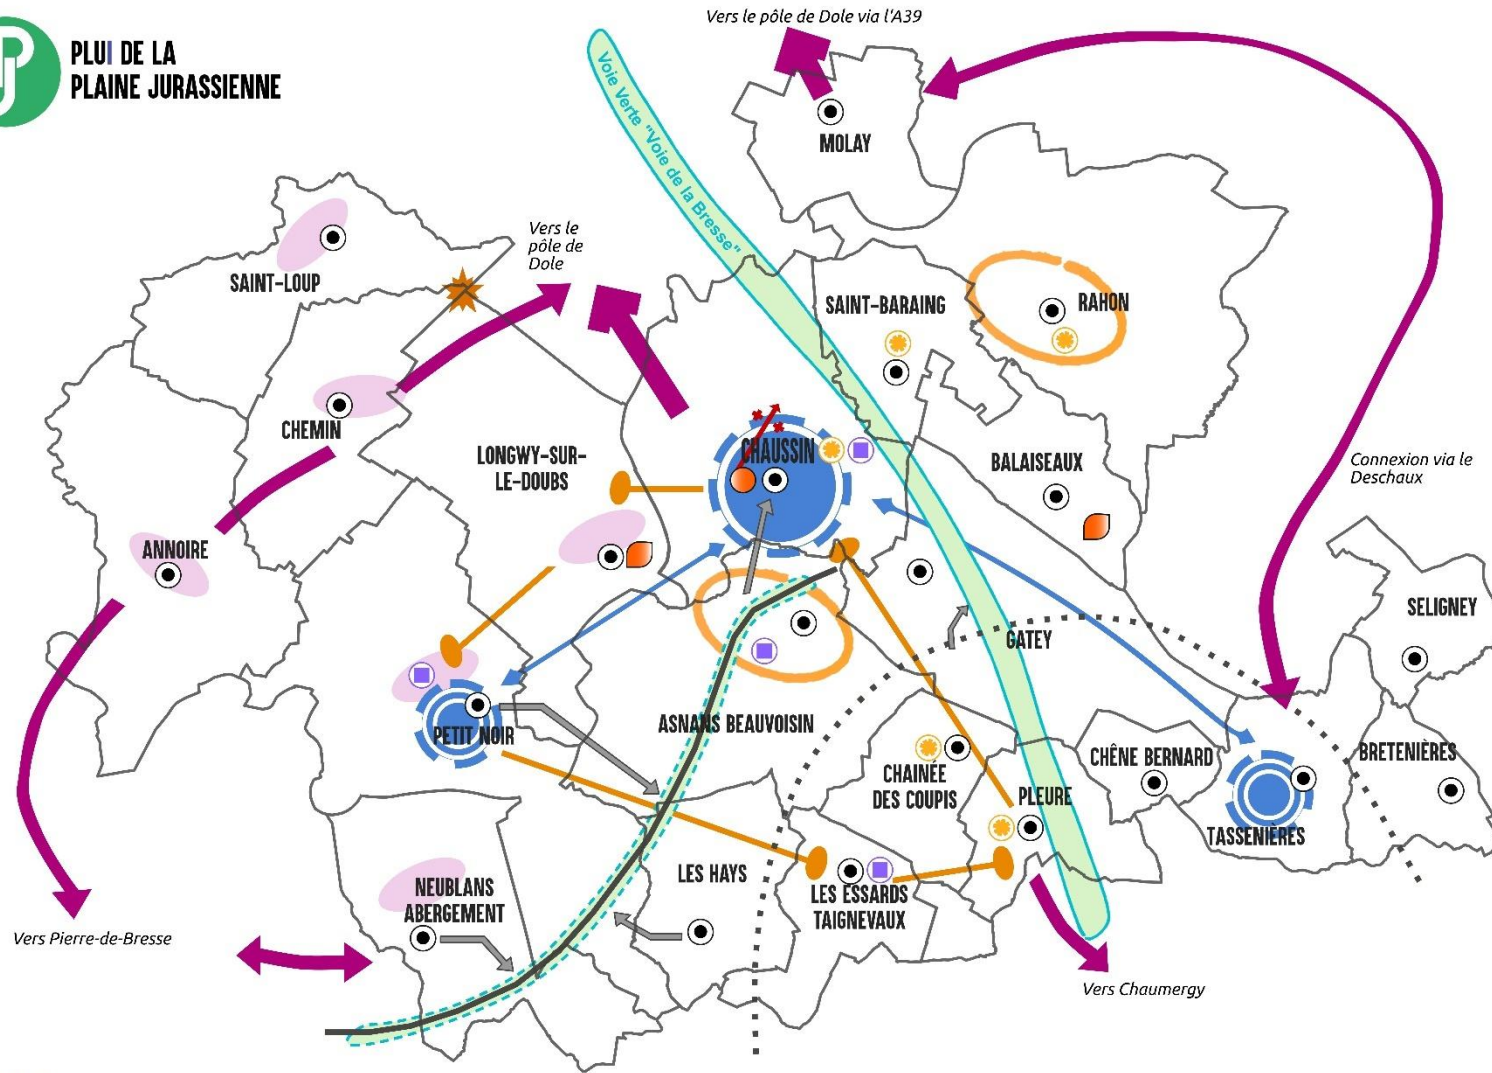 PLUI DE LA
PLAINE JURASSIENNE
Vers le pôle de Dole via l'A39
Voie Verte "Voie de la Bresse"
MOLAY
Vers le
pôle de
Dole
SAINT-LOUP
SAINT-BARAING
RAHON
CHEMIN
LONGWY-SUR-
LE-DOUBS
CHAUSSIN
BALAISEAUX
Connexion via le
Deschaux
ANNOIRE
SELIGNEY
GATEY
PETIT NOIR
ASNANS BEAUVOISIN
CHAINÉE
DES COUPIS
PLEURE
CHÊNE BERNARD
BRETENIÈRES
TASSENIÈRES
NEUBLANS
ABERGEMENT
LES HAYS
LES ESSARDS
TAIGNEVAUX
Vers Pierre-de-Bresse
Vers Chaumergy